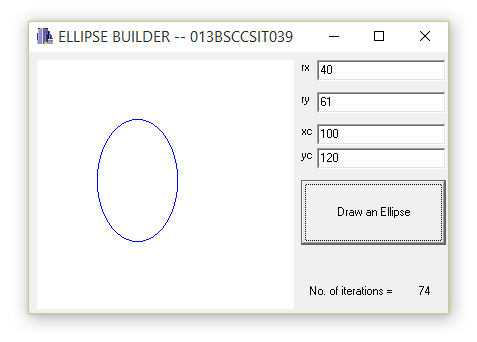 ELLIPSE BUILDER -- 013BSCCSIT039
rx 40
ry 61
xc 100
yc 120
Draw an Ellipse
No. of iterations = 74